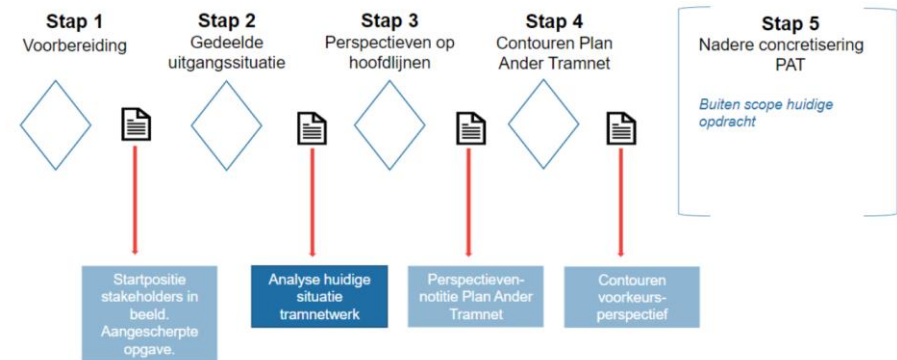 Stap 1
Voorbereiding
Stap 2
Gedeelde
uitgangssituatie
Stap 3
Perspectieven op
hoofdlijnen
Stap 4
Contouren Plan
Ander Tramnet
Stap 5
Nadere concretisering
PAT
Buiten scope huidige
opdracht
Startpositie
stakeholders in
beeld.
Aangescherpte
opgave.
Analyse huidige
situatie
tramnetwerk
Perspectieven-
notitie Plan Ander
Tramnet
Contouren
voorkeurs-
perspectief